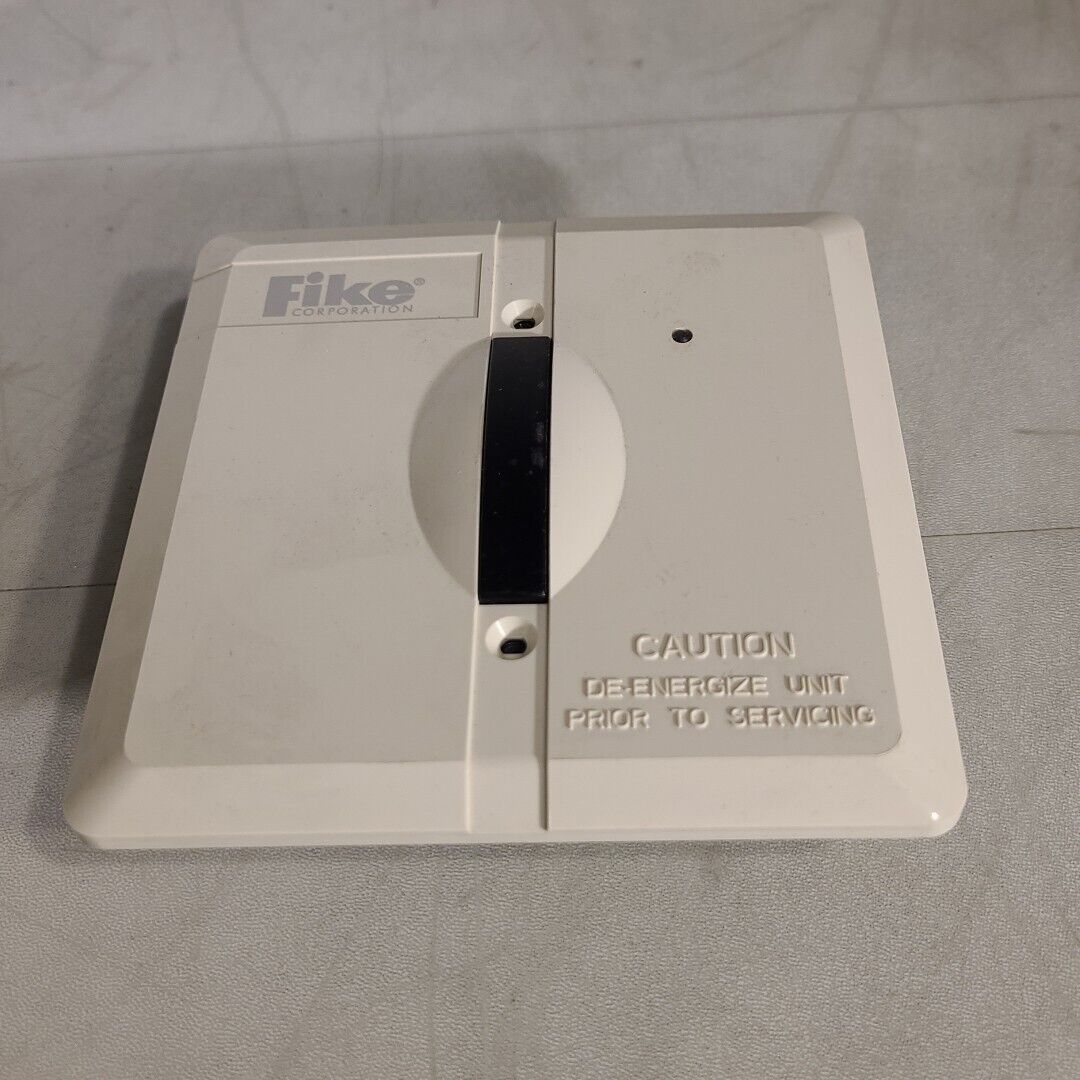 Fike®
CORPORATION
CAUTION
DE-ENERGIZE UNIT
PRIOR TO SERVICING